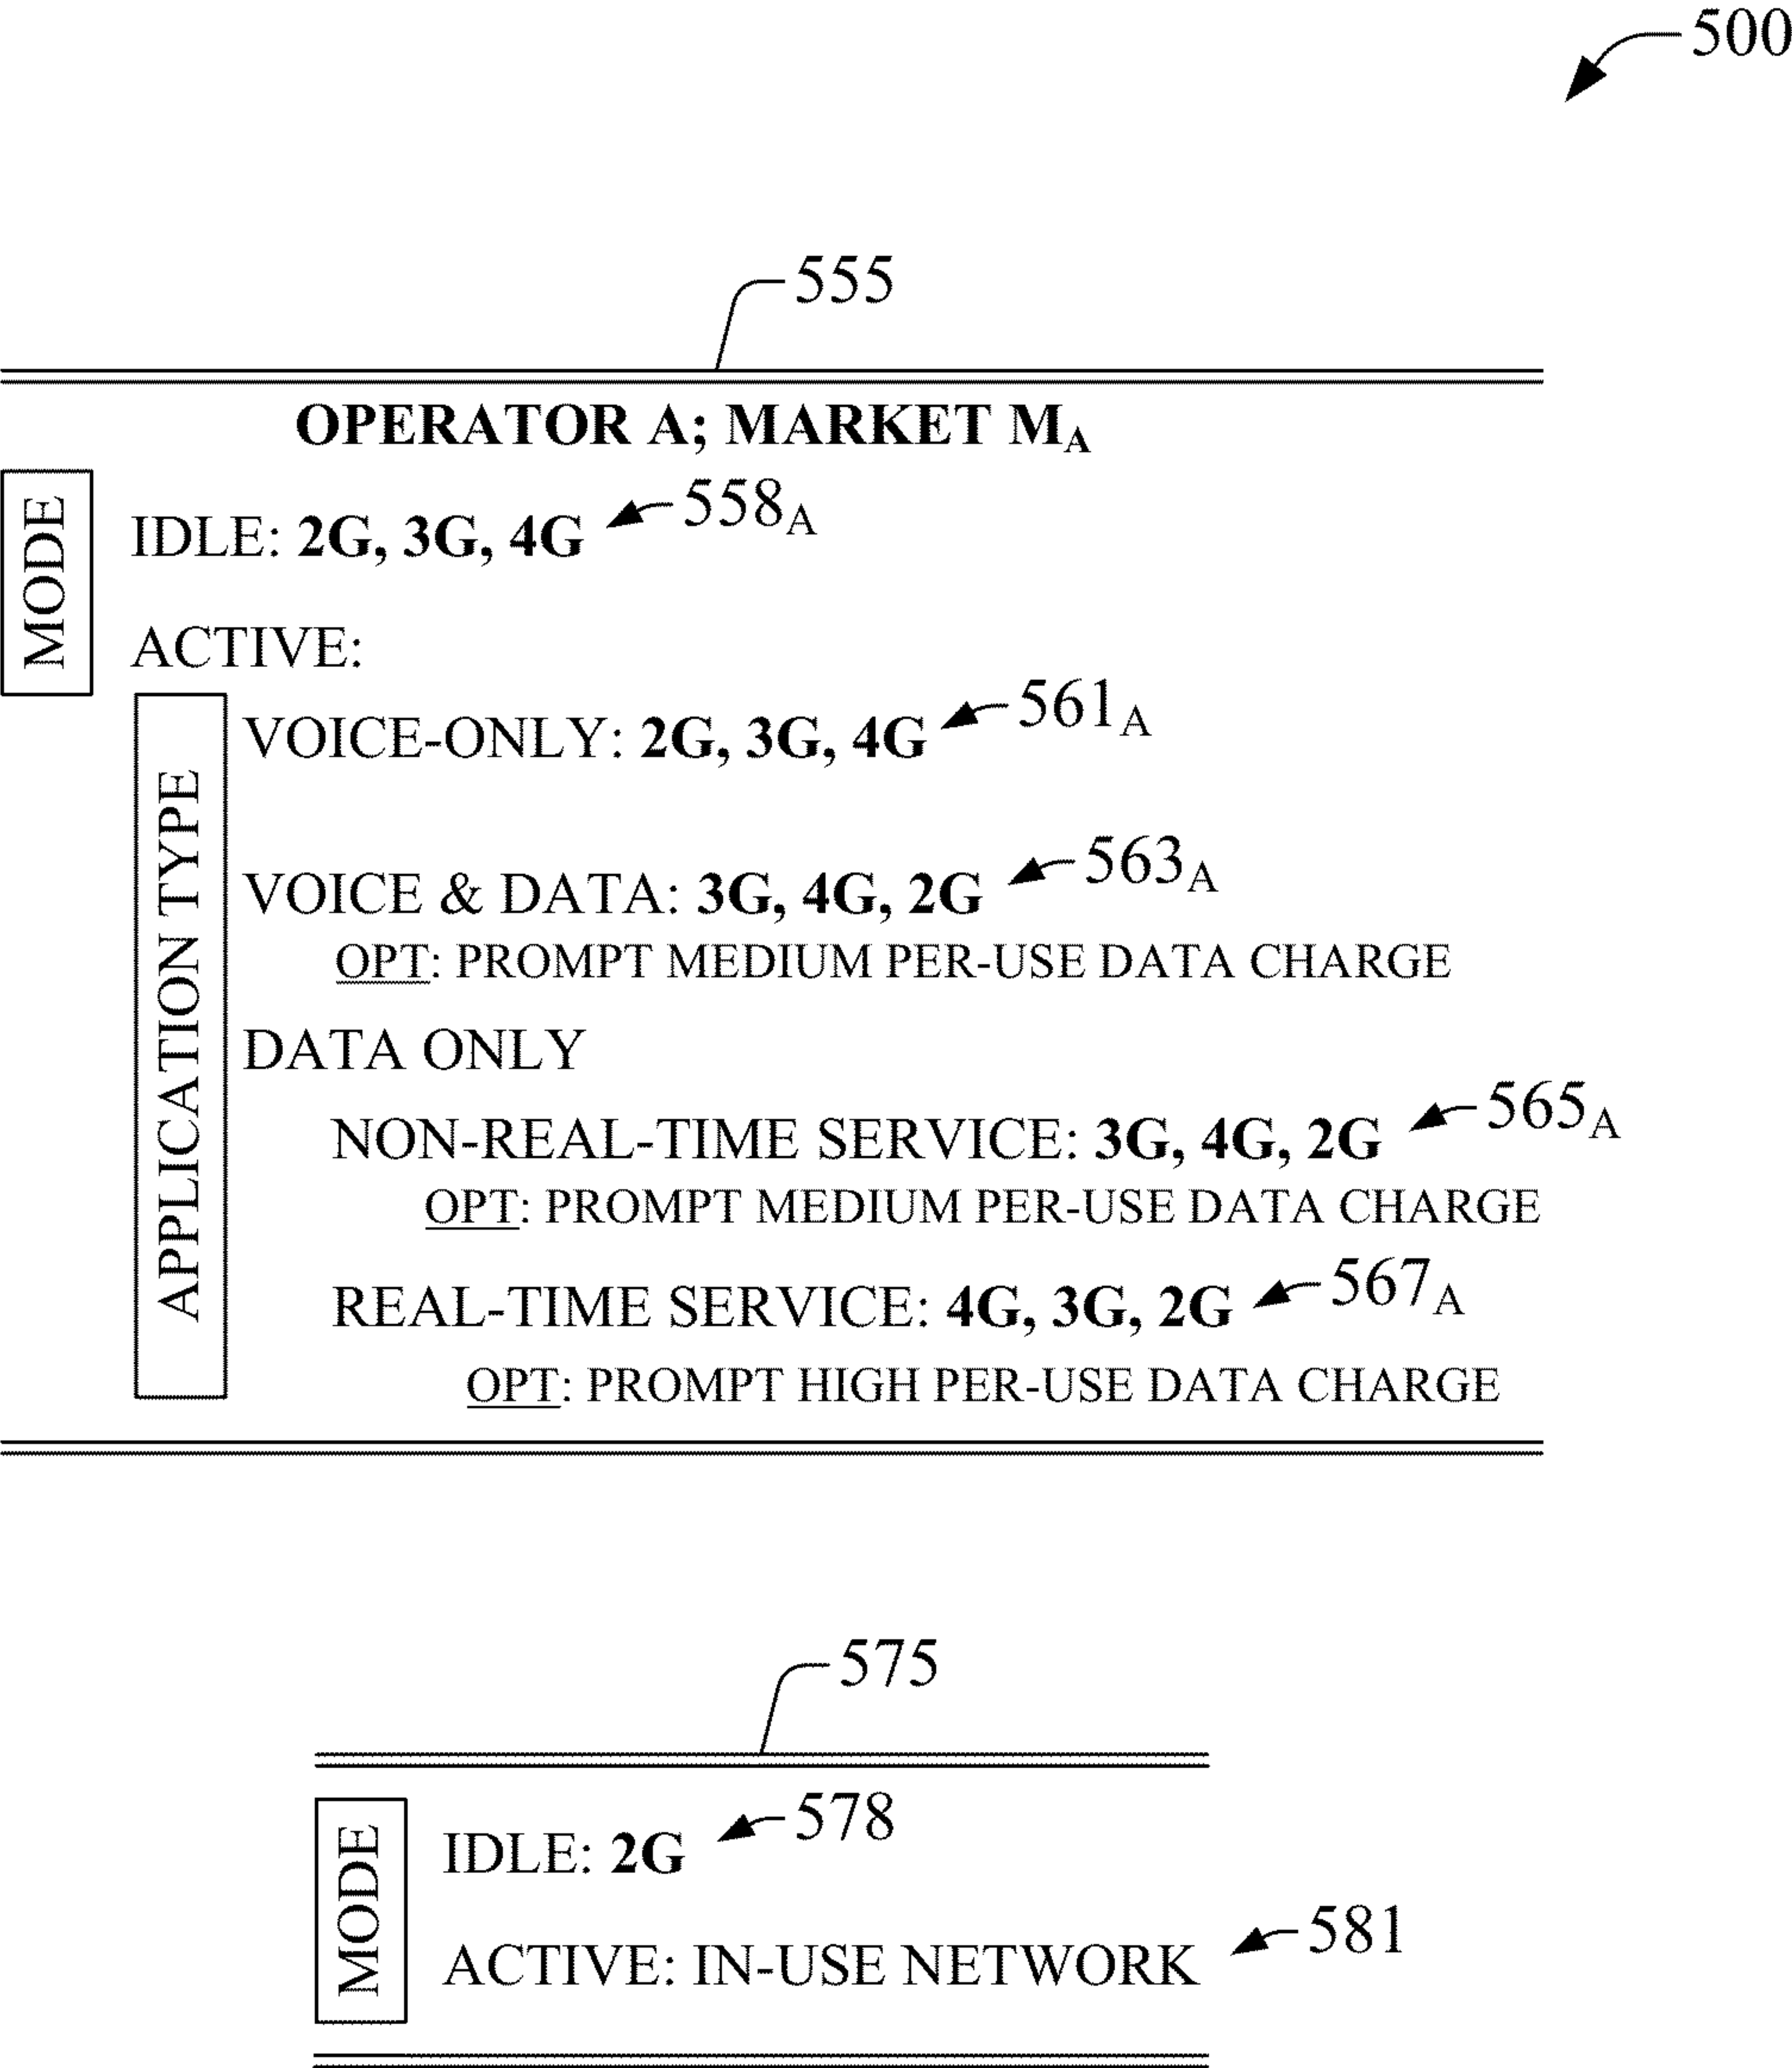 500
555
OPERATOR A; MARKET MA
MODE
IDLE: 2G, 3G, 4G 558A
ACTIVE:
APPLICATION TYPE
VOICE-ONLY: 2G, 3G, 4G 561A
VOICE & DATA: 3G, 4G, 2G 563A
OPT: PROMPT MEDIUM PER-USE DATA CHARGE
DATA ONLY
NON-REAL-TIME SERVICE: 3G, 4G, 2G 565A
OPT: PROMPT MEDIUM PER-USE DATA CHARGE
REAL-TIME SERVICE: 4G, 3G, 2G 567A
OPT: PROMPT HIGH PER-USE DATA CHARGE
575
MODE
IDLE: 2G 578
ACTIVE: IN-USE NETWORK 581